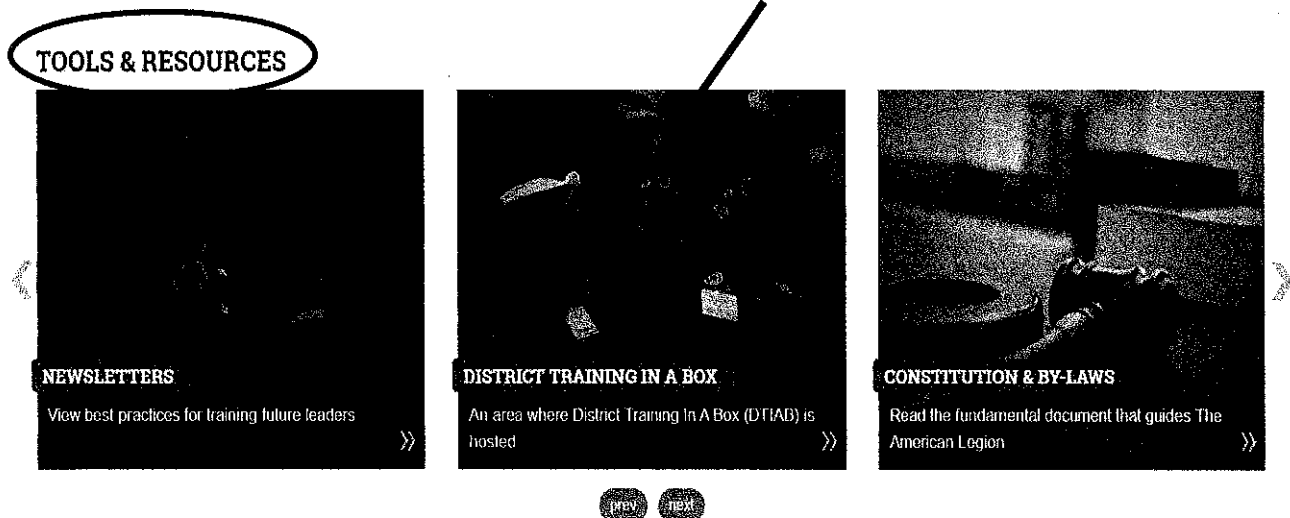 TOOLS & RESOURCES
NEWSLETTERS
View best practices for training future leaders
DISTRICT TRAINING IN A BOX
An area where District Training In A Box (DTIAB) is
hosted
CONSTITUTION & BY-LAWS
Read the fundamental document that guides The
American Legion
prev next